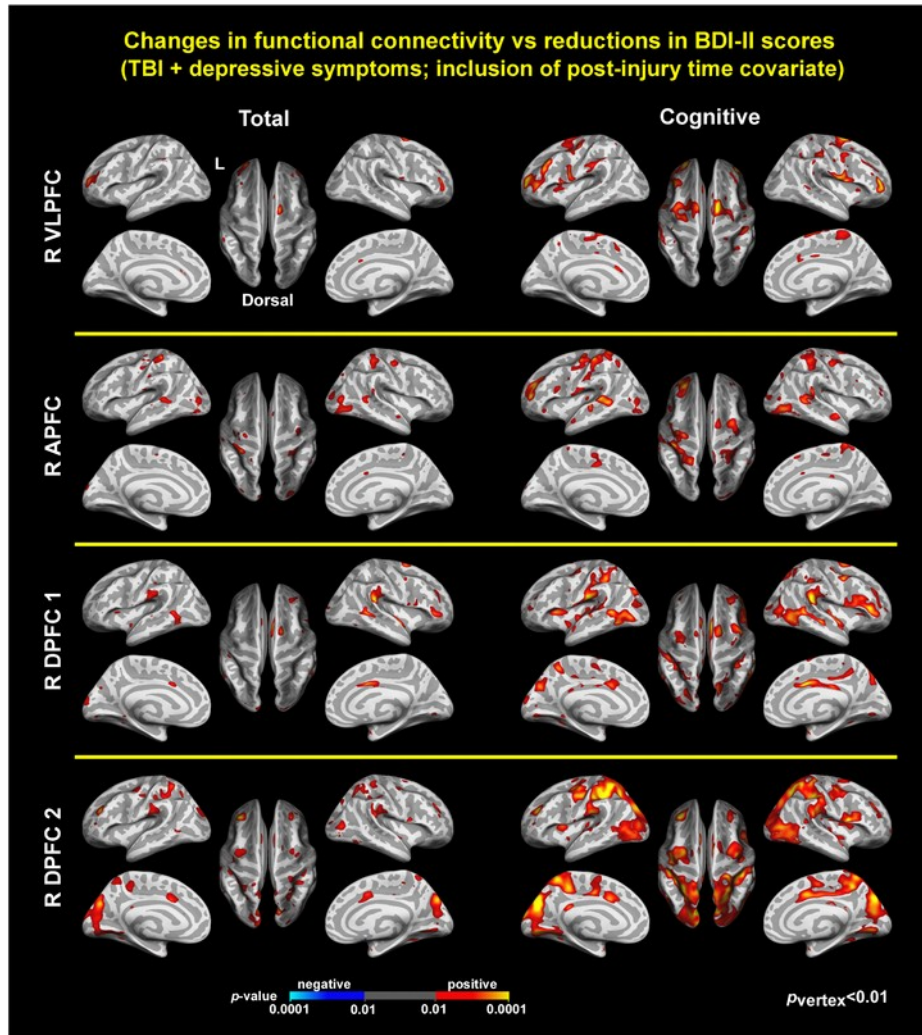 Changes in functional connectivity vs reductions in BDI-II scores
(TBI + depressive symptoms; inclusion of post-injury time covariate)
Total
Cognitive
R VLPFC
L
Dorsal
R APFC
R DPFC 1
R DPFC 2
negative
positive
p-value
0.0001
0.01
0.01
0.0001
pvertex<0.01